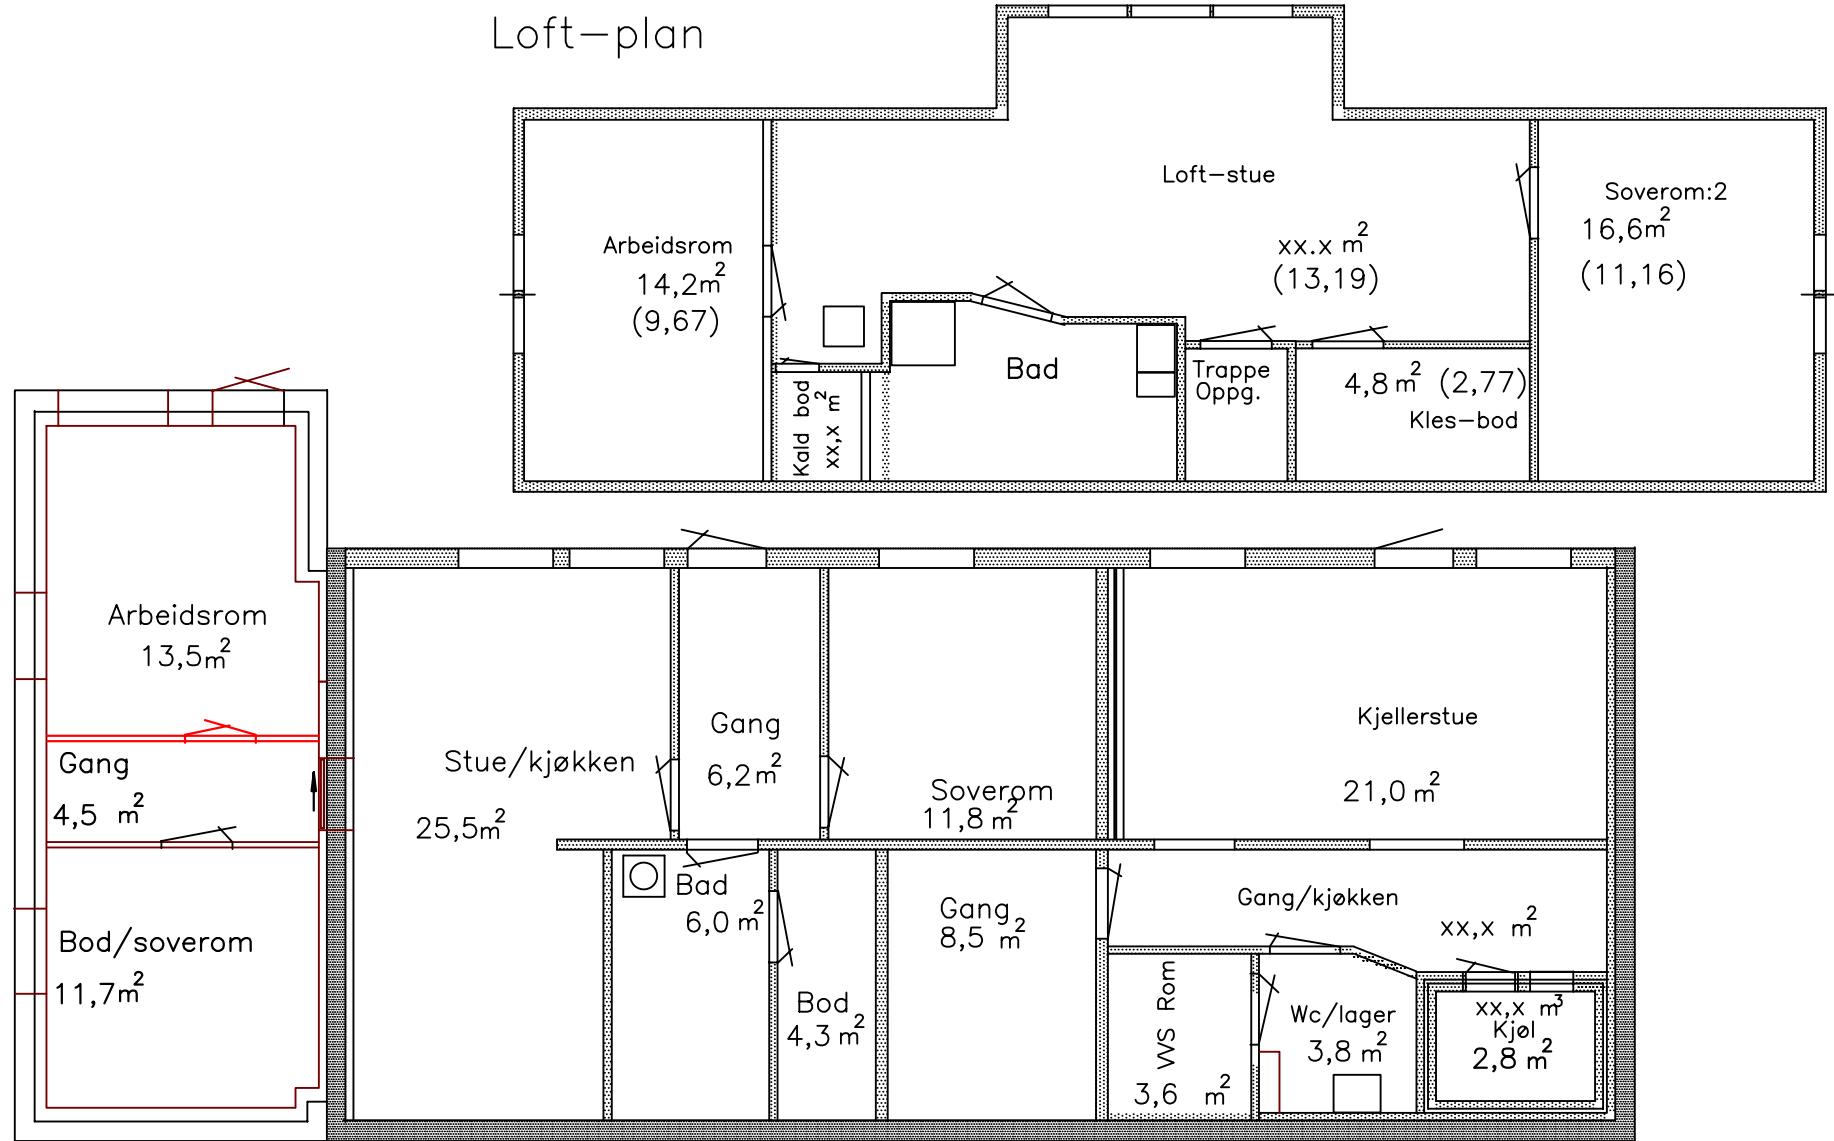 Loft-plan
Loft-stue
xx.x m²
(13,19)
Soverom:2
16,6m²
(11,16)
Arbeidsrom
14,2m²
(9,67)
Bad
Trappe
Oppg.
4,8 m² (2,77)
Kles-bod
Kald bod
xx,x m²
Arbeidsrom
13,5m²
Gang
4,5 m²
Bod/soverom
11,7m²
Stue/kjøkken
25,5m²
Gang
6,2m²
Soverom
11,8 m²
Kjellerstue
21,0 m²
Bad
6,0 m²
Bod
4,3 m²
Gang
8,5 m²
Gang/kjøkken
xx,x m²
VVS Rom
3,6 m²
Wc/lager
3,8 m²
xx,x m³
Kjøl
2,8 m²